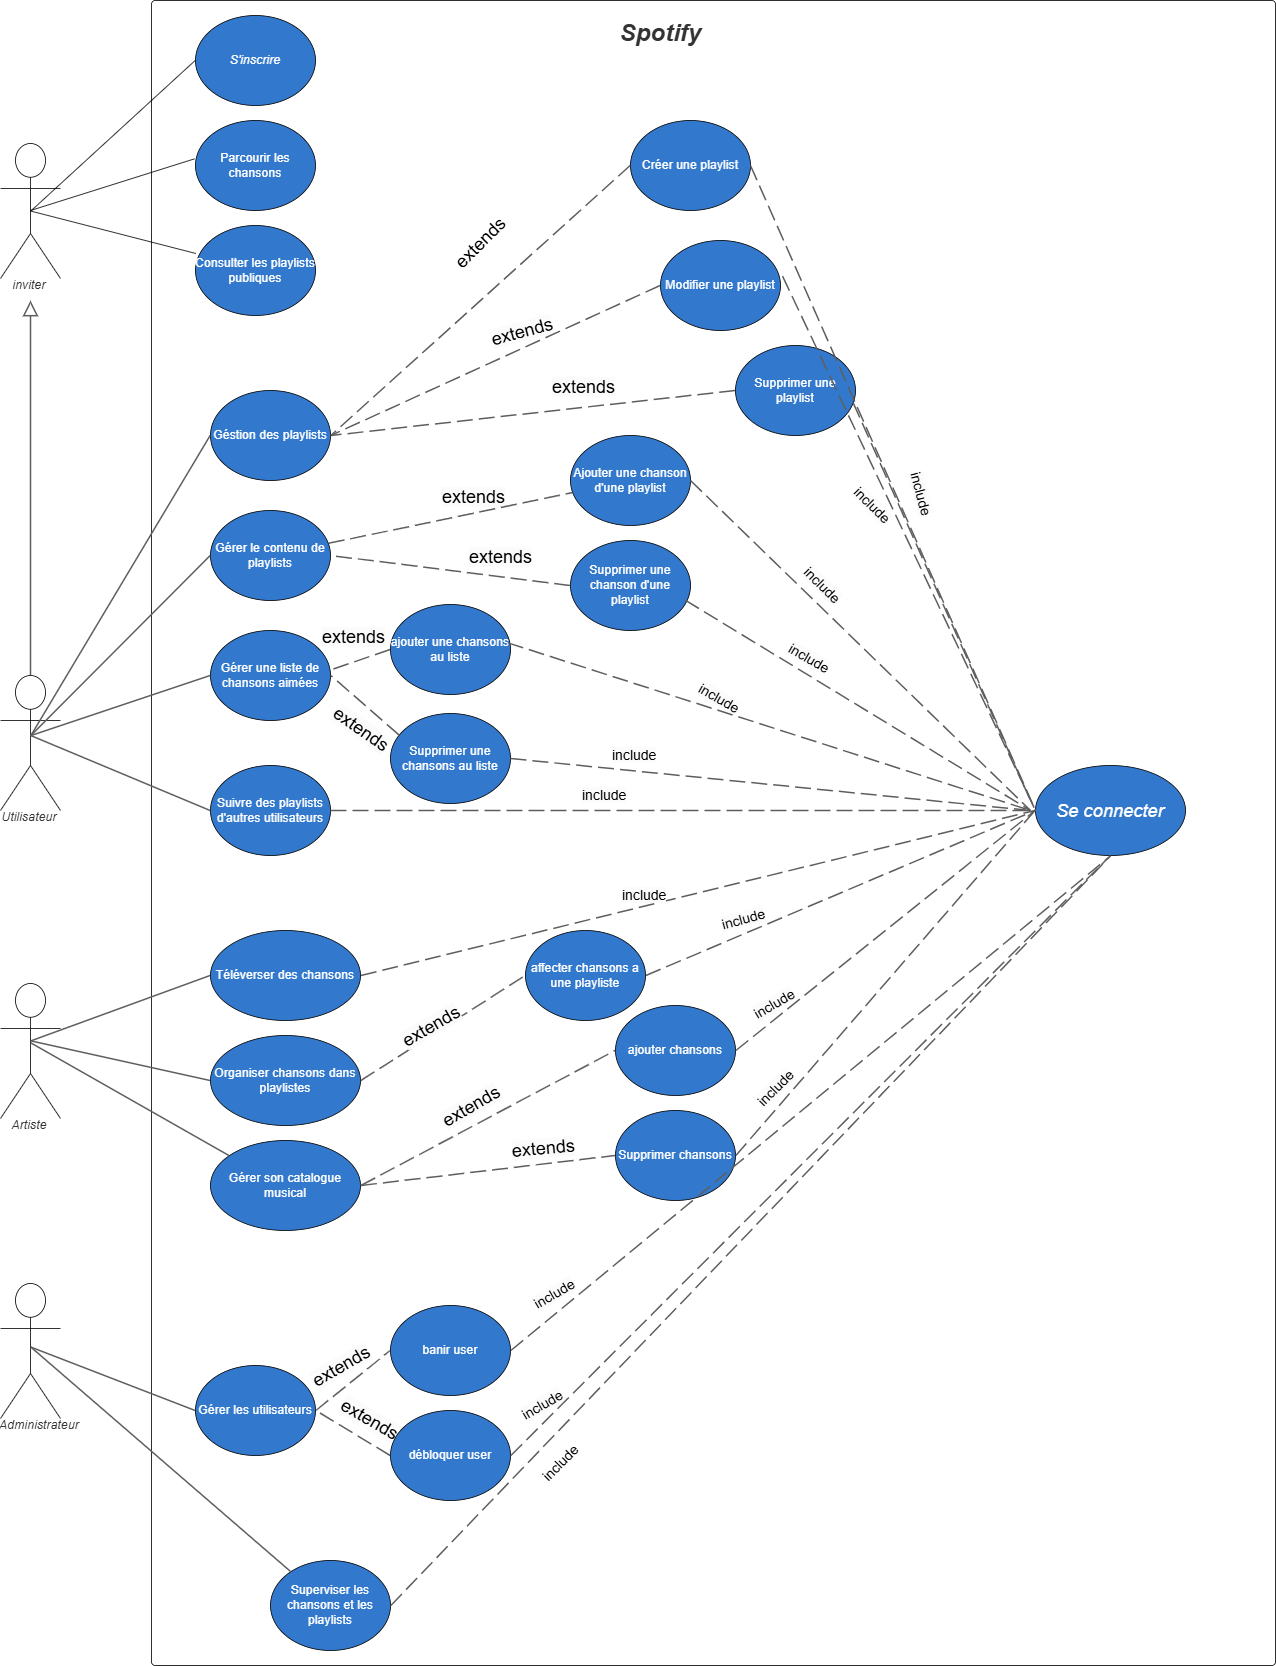 Spotify
S'inscrire
Parcourir les
chansons
Consulter les playlists
publiques
inviter
Créer une playlist
extends
Modifier une playlist
extends
Supprimer une
playlist
extends
Géstion des playlists
Ajouter une chanson
d'une playlist
extends
include
include
Gérer le contenu de
playlists
extends
Supprimer une
chanson d'une
playlist
include
extends
ajouter une chansons
au liste
include
Gérer une liste de
chansons aimées
include
extends
Supprimer une
chansons au liste
include
Suivre des playlists
d'autres utilisateurs
include
Utilisateur
Se connecter
include
include
Téléverser des chansons
affecter chansons a
une playliste
extends
include
Organiser chansons dans
playlistes
ajouter chansons
Artiste
extends
include
extends
Supprimer chansons
Gérer son catalogue
musical
include
banir user
extends
Gérer les utilisateurs
extends
include
Administrateur
débloquer user
include
Superviser les
chansons et les
playlists